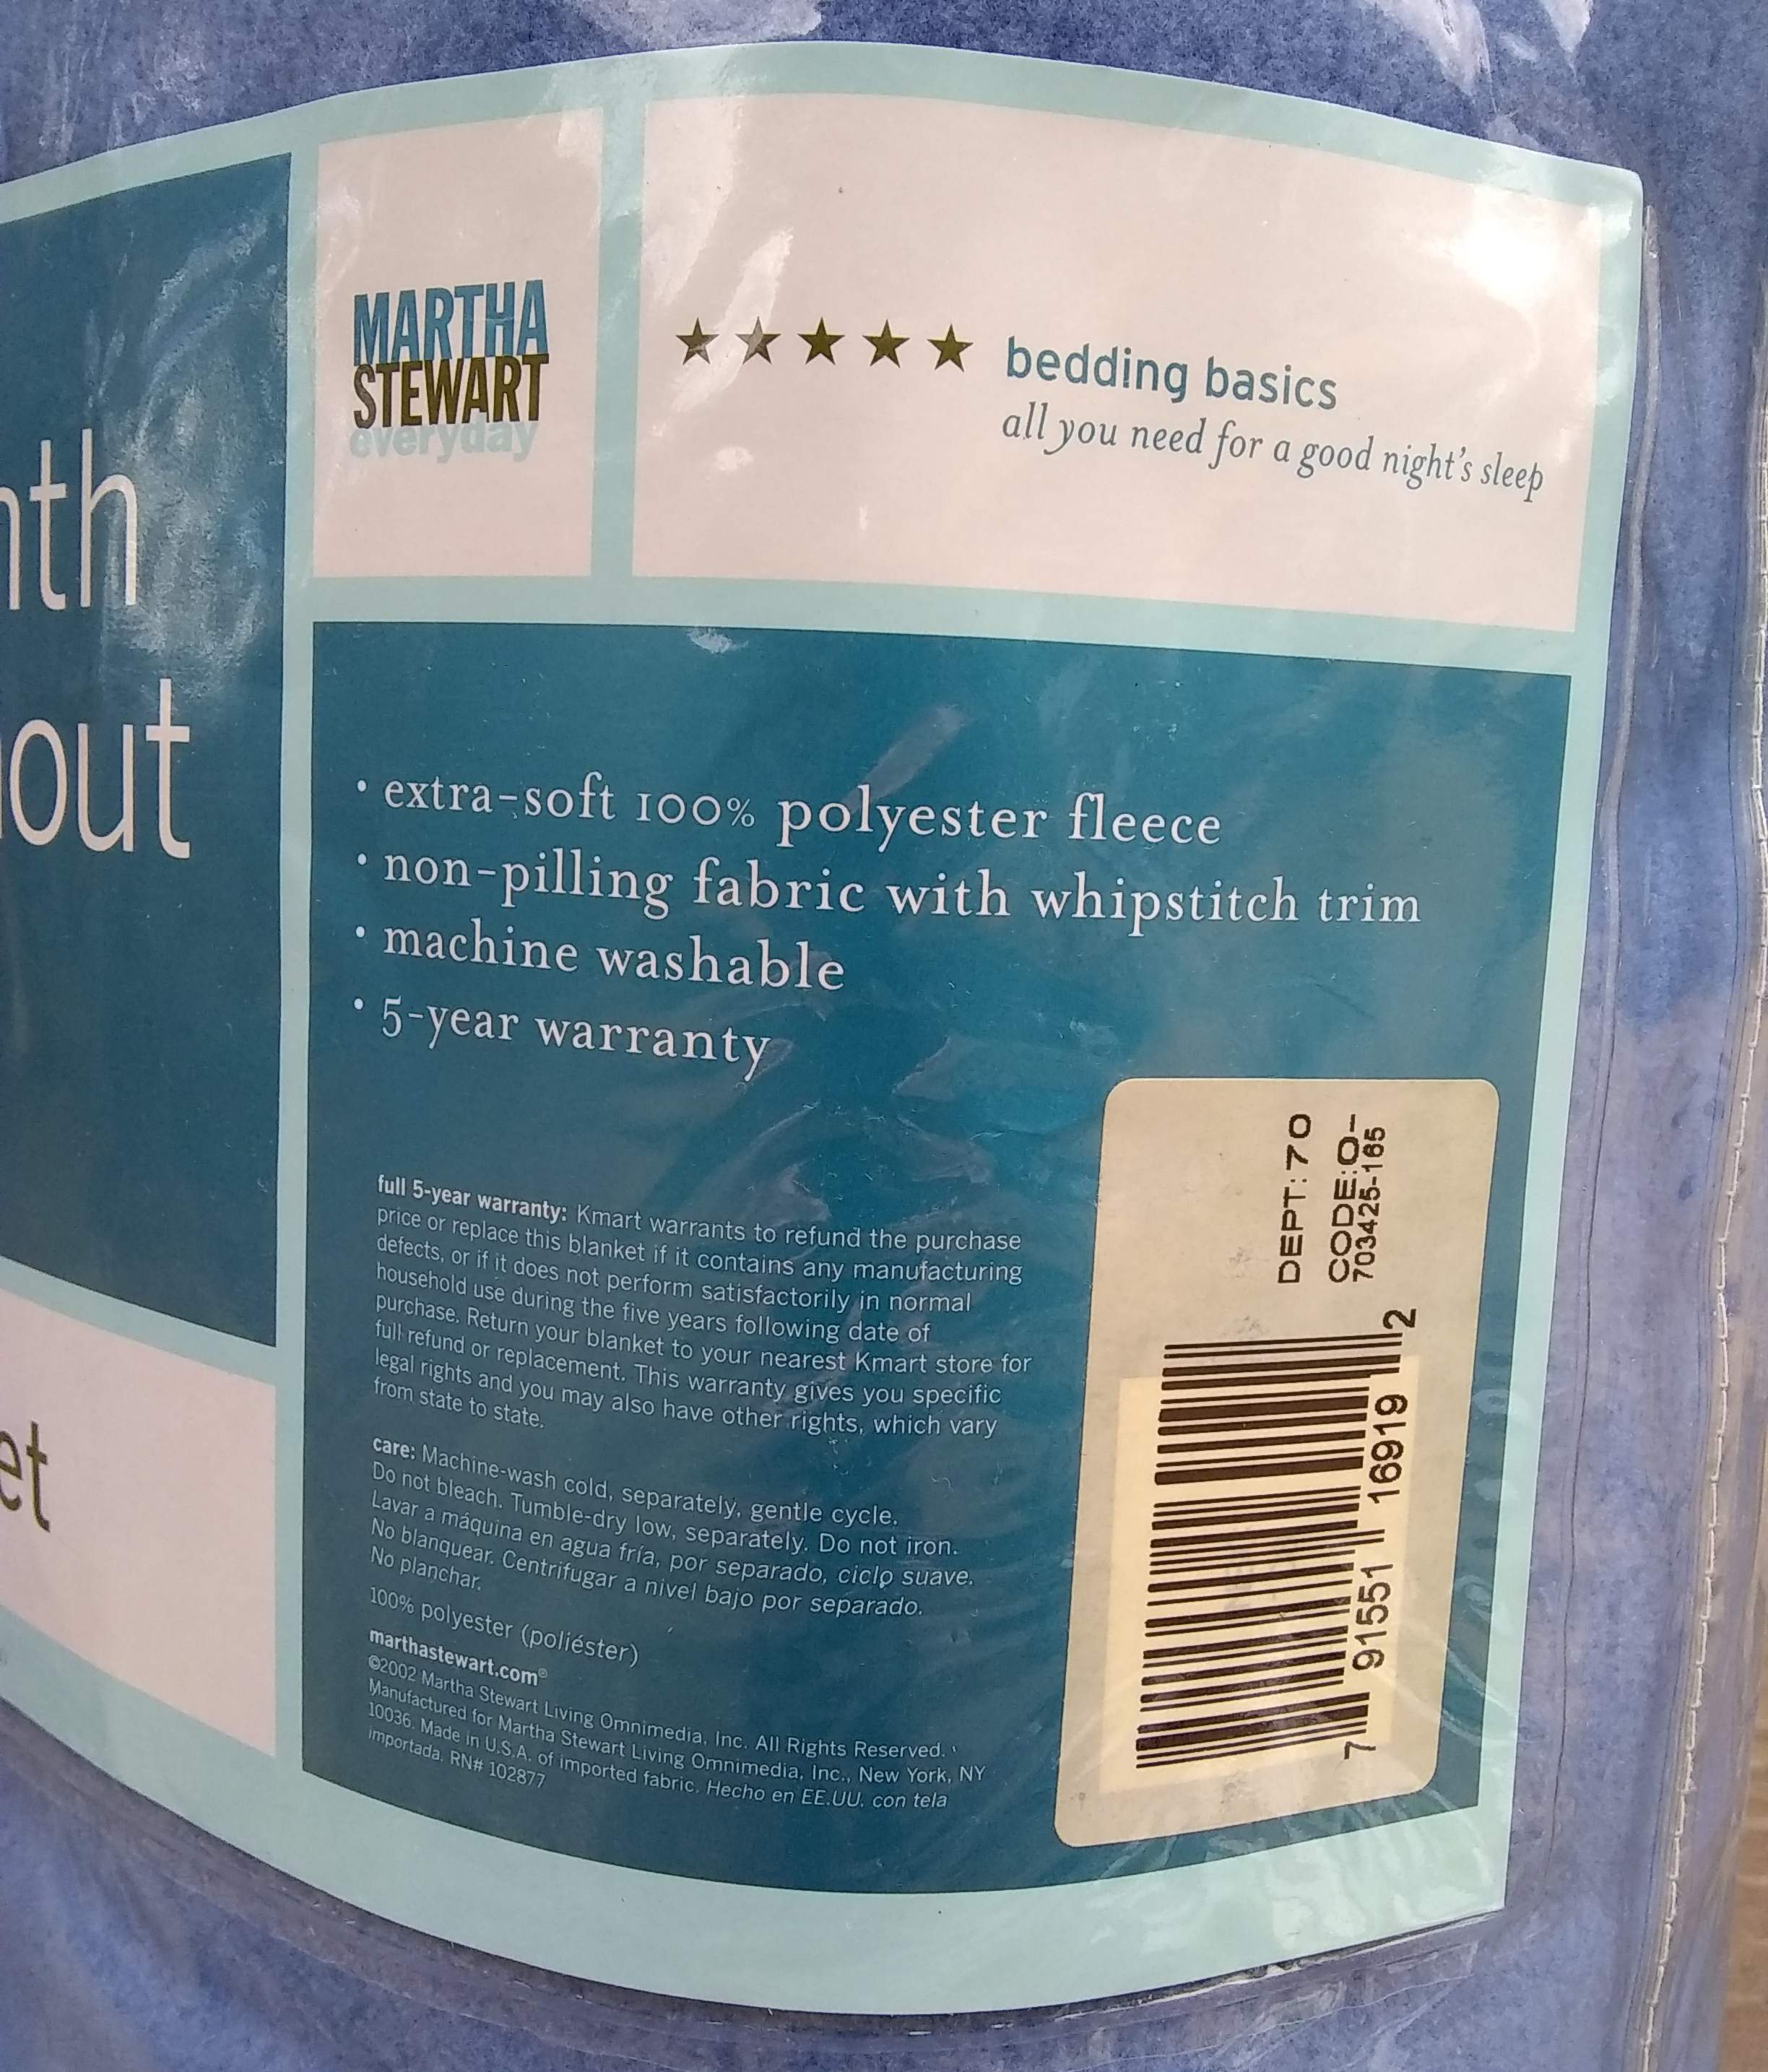 MARTHA
STEWART
everyday
bedding basics
all you need for a good night's sleep
out
• extra-soft 100% polyester fleece
• non-pilling fabric with whipstitch trim
• machine washable
• 5-year warranty
full 5-year warranty: Kmart warrants to refund the purchase
price or replace this blanket if it contains any manufacturing
defects, or if it does not perform satisfactorily in normal
household use during the five years following date of
purchase. Return your blanket to your nearest Kmart store for
full refund or replacement. This warranty gives you specific
legal rights and you may also have other rights, which vary
from state to state.
care: Machine-wash cold, separately, gentle cycle.
Do not bleach. Tumble-dry low, separately. Do not iron.
Lavar a máquina en agua fría, por separado, ciclo suave.
No blanquear. Centrifugar a nivel bajo por separado.
No planchar.
100% polyester (poliéster)
marthastewart.com®
©2002 Martha Stewart Living Omnimedia, Inc. All Rights Reserved.
Manufactured for Martha Stewart Living Omnimedia, Inc., New York, NY
10036. Made in U.S.A. of imported fabric. Hecho en EE.UU. con tela
importada. RN# 102877
DEPT: 70
CODE: 0-
703425-165
7 91551 16919 2